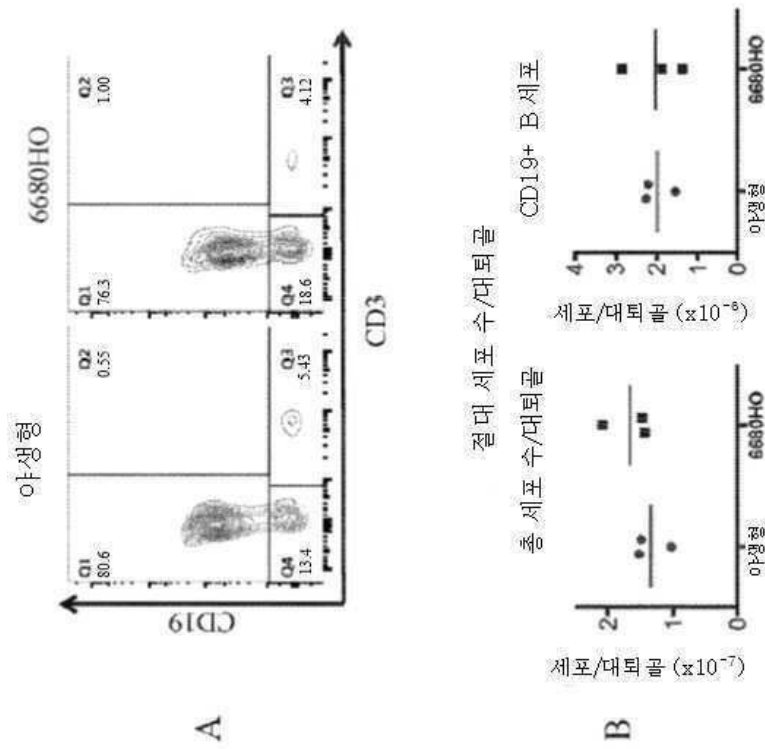 A
야생형
6680HO
Q1
80.6
Q2
0.55
Q3
5.43
Q4
13.4
Q1
76.3
Q2
1.00
Q3
4.12
Q4
18.6
CD19
CD3
B
절대 세포 수/대퇴골
총 세포 수/대퇴골
세포/대퇴골 (x10⁻⁷)
2
1
0
야생형
6680HO
CD19+ B 세포
세포/대퇴골 (x10⁻⁶)
4
3
2
1
0
야생형
6680HO